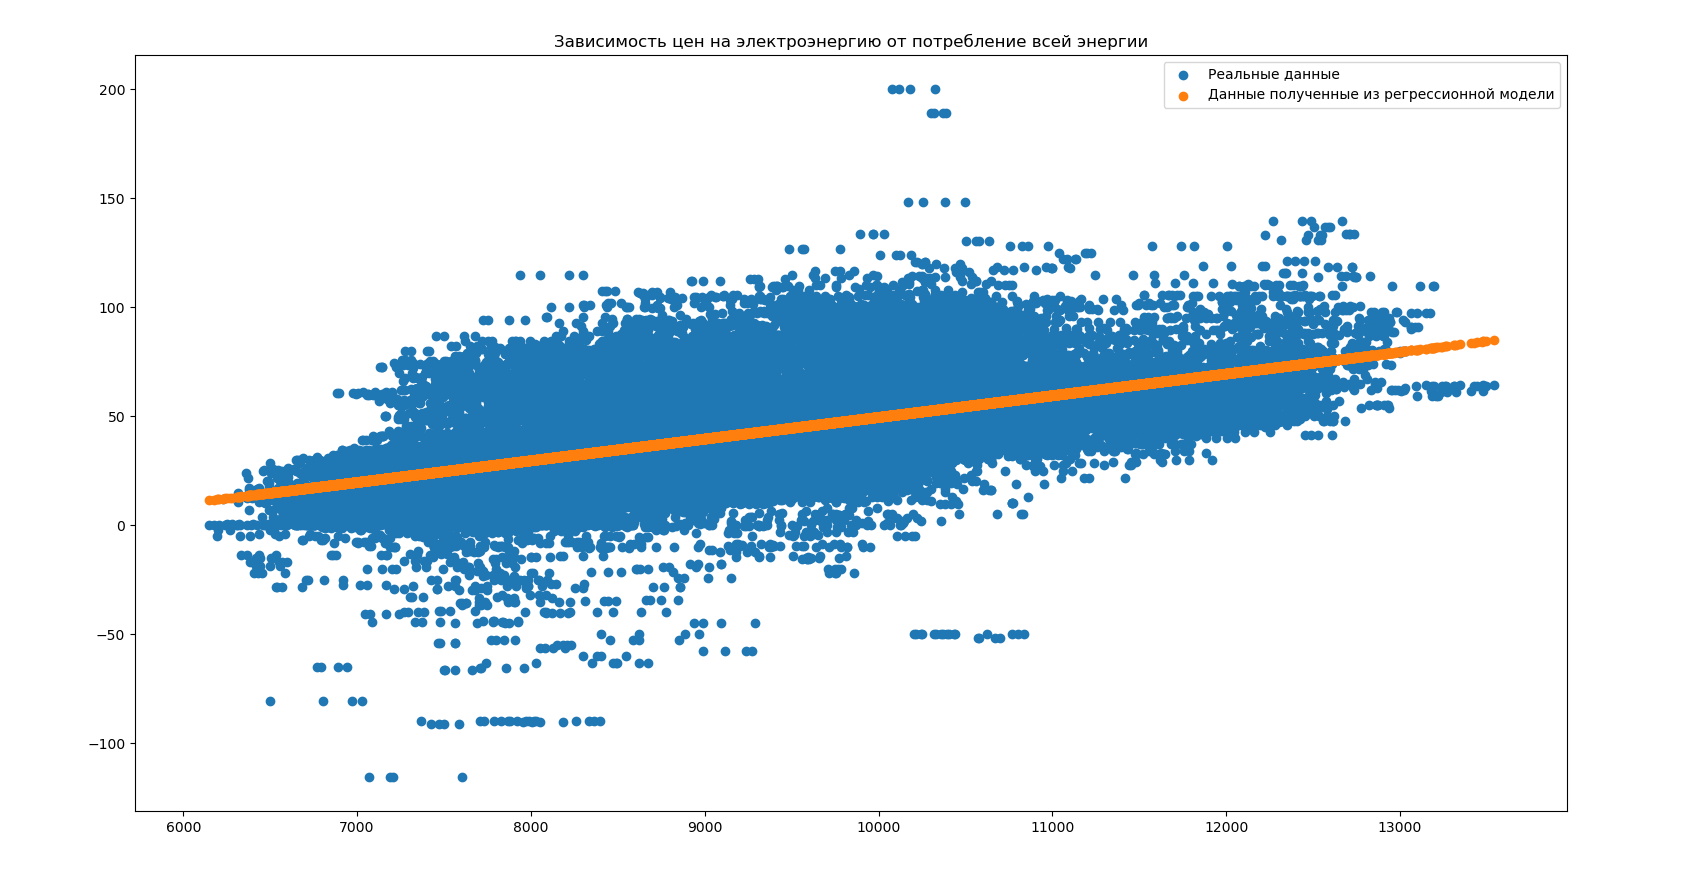 Зависимость цен на электроэнергию от потребление всей энергии
Реальные данные
Данные полученные из регрессионной модели
200
150
100
50
0
−50
−100
6000 7000 8000 9000 10000 11000 12000 13000